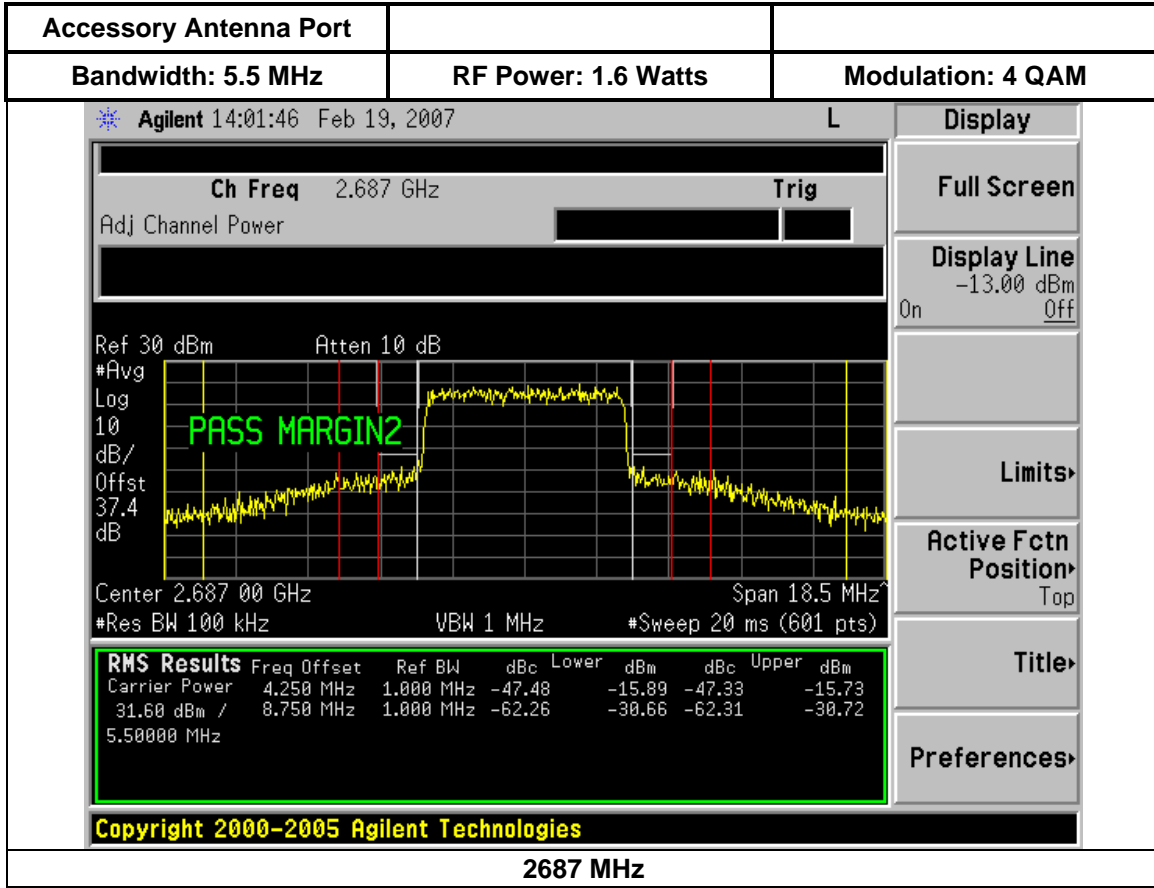 Accessory Antenna Port
Bandwidth: 5.5 MHz RF Power: 1.6 Watts Modulation: 4 QAM
Agilent 14:01:46 Feb 19, 2007 L
Display
Ch Freq 2.687 GHz Trig
Adj Channel Power
Full Screen
Display Line
-13.00 dBm
On Off
Ref 30 dBm Atten 10 dB
#Avg
Log
10
dB/
Offst
37.4
dB
PASS MARGIN2
Limits
Active Fctn
Position
Top
Center 2.687 00 GHz Span 18.5 MHz^
#Res BW 100 kHz VBW 1 MHz #Sweep 20 ms (601 pts)
RMS Results Freq Offset Ref BW dBc Lower dBm dBc Upper dBm
Carrier Power 4.250 MHz 1.000 MHz -47.48 -15.89 -47.33 -15.73
31.60 dBm / 8.750 MHz 1.000 MHz -62.26 -30.66 -62.31 -30.72
5.50000 MHz
Title
Preferences
Copyright 2000-2005 Agilent Technologies
2687 MHz